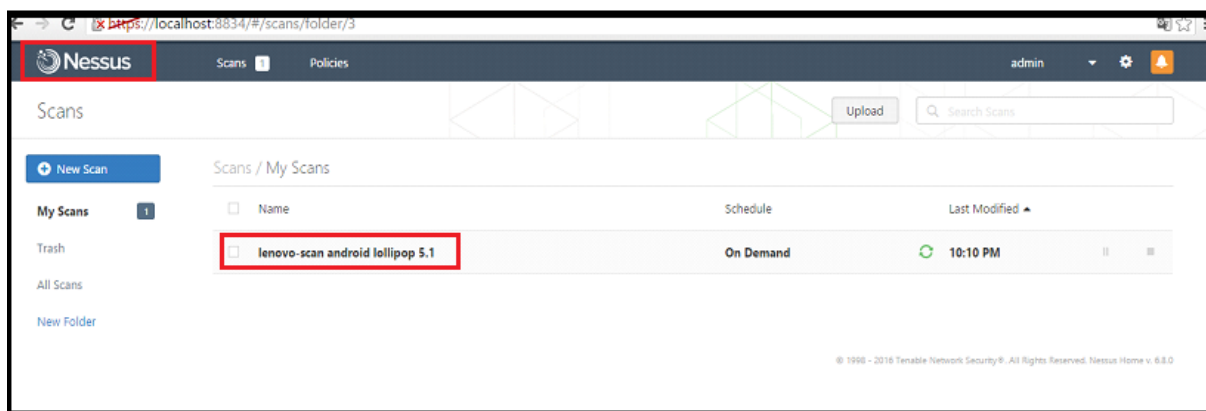 https://localhost:8834/#/scans/folder/3
Nessus Scans 1 Policies admin
Scans Upload Search Scans
New Scan Scans / My Scans
My Scans 1 Name Schedule Last Modified
Trash lenovo-scan android lollipop 5.1 On Demand 10:10 PM
All Scans
New Folder
© 1998 - 2016 Tenable Network Security®. All Rights Reserved. Nessus Home v. 6.8.0